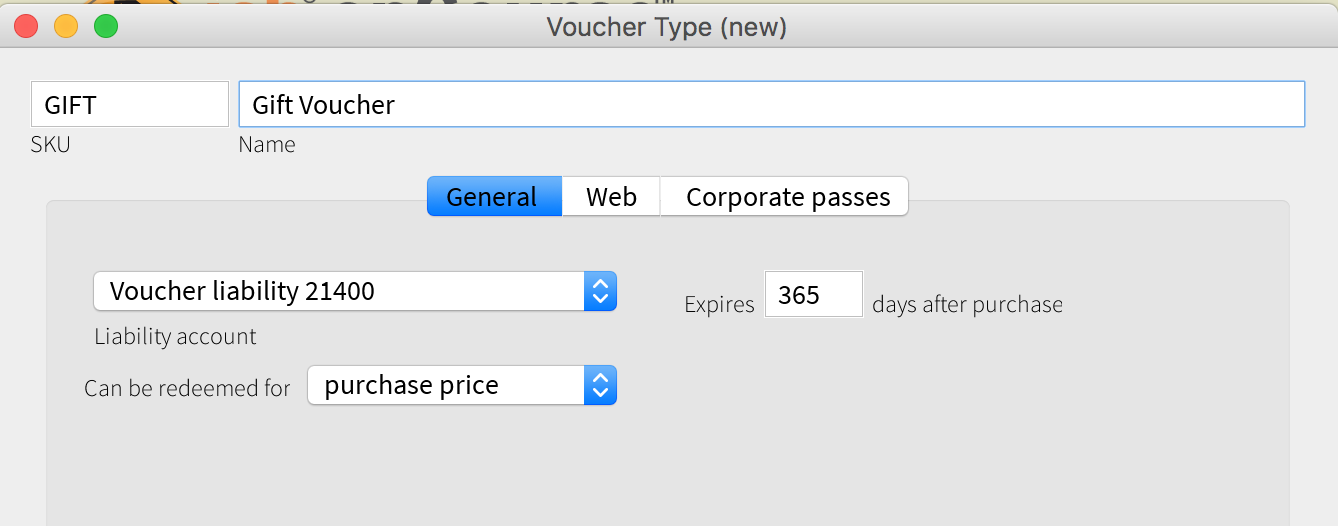 Voucher Type (new)
GIFT Gift Voucher
SKU Name
General Web Corporate passes
Voucher liability 21400
Expires 365 days after purchase
Liability account
Can be redeemed for purchase price